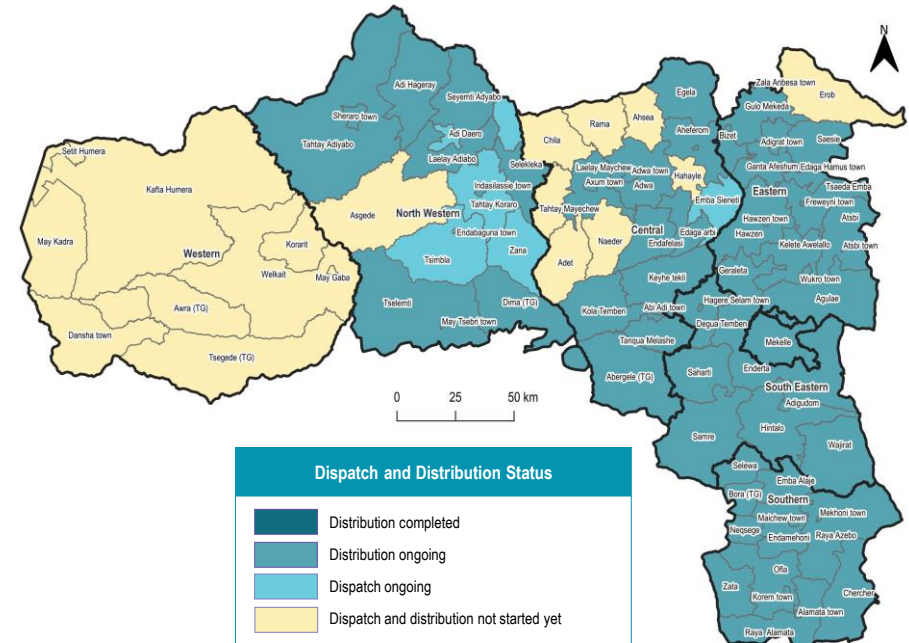 N
Zala Anbesa town
Erob
Adi Hageray
Seyemti Adyabo
Egela
Gulo Mekeda
Sheraro town
Ahsea
Rama
Chila
Aheferom
Bizet
Adigrat town
Saesie
Tahtay Adiyabo
Adi Daero
Setit Humera
Laelay Adiabo
Selekleka
Laelay Maychew
Adwa town
Hahayle
Ganta Afeshum
Edaga Hamus town
Kafta Humera
Indasilassie town
Axum town
Adwa
Eastern
Tsaeda Emba
Emba Sieneti
Freweyni town
Asgede
North Western
Tahtay Koraro
Tahtay Mayechew
Hawzen town
Atsbi
May Kadra
Western
Korarit
Endabaguna town
Naeder
Central
Edaga arbi
Hawzen
Kelete Awelallo
Atsbi town
Endafelasi
Tsimbla
Zana
Adet
Welkait
May Gaba
Keyhe tekli
Geraleta
Wukro town
Awra (TG)
Tselemti
Dima (TG)
Kola Temben
Abi Adi town
Hagere Selam town
Agulae
May Tsebri town
Degua Temben
Dansha town
Tsegede (TG)
Tanqua Melashe
Mekelle
Abergele (TG)
Saharti
Enderta
South Eastern
Adigudom
0 25 50 km
Samre
Hintalo
Wajirat
Selewa
Emba Alaje
Bora (TG)
Southern
Maichew town
Mekhoni town
Neqsege
Endamehoni
Raya Azebo
Ofla
Zata
Korem town
Chercher
Alamata town
Raya Alamata
Dispatch and Distribution Status
Distribution completed
Distribution ongoing
Dispatch ongoing
Dispatch and distribution not started yet